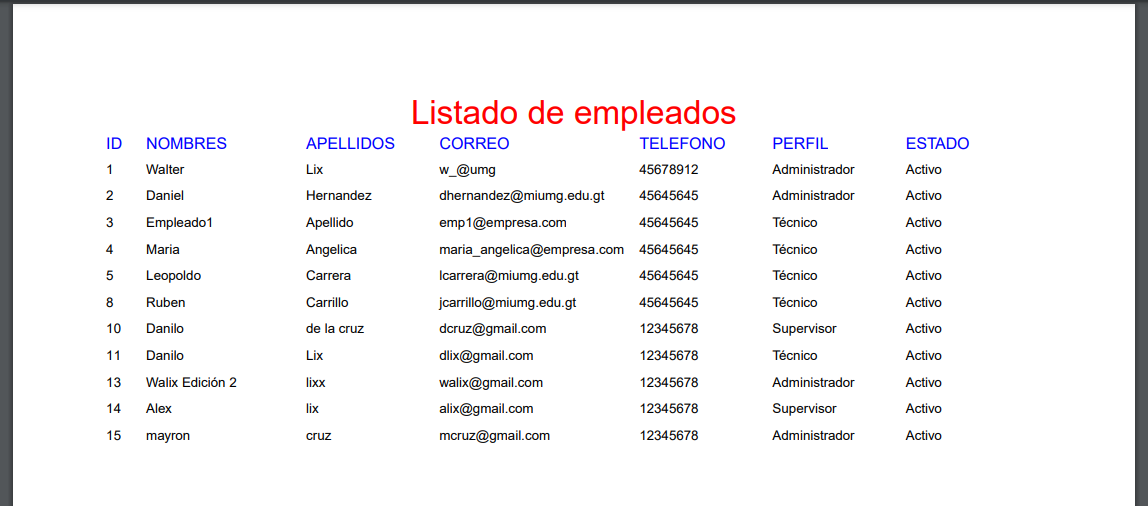 Listado de empleados
ID NOMBRES APELLIDOS CORREO TELEFONO PERFIL ESTADO
1 Walter Lix w_@umg 45678912 Administrador Activo
2 Daniel Hernandez dhernandez@miumg.edu.gt 45645645 Administrador Activo
3 Empleado1 Apellido emp1@empresa.com 45645645 Técnico Activo
4 Maria Angelica maria_angelica@empresa.com 45645645 Técnico Activo
5 Leopoldo Carrera lcarrera@miumg.edu.gt 45645645 Técnico Activo
8 Ruben Carrillo jcarrillo@miumg.edu.gt 45645645 Técnico Activo
10 Danilo de la cruz dcruz@gmail.com 12345678 Supervisor Activo
11 Danilo Lix dlix@gmail.com 12345678 Técnico Activo
13 Walix Edición 2 lixx walix@gmail.com 12345678 Administrador Activo
14 Alex lix alix@gmail.com 12345678 Supervisor Activo
15 mayron cruz mcruz@gmail.com 12345678 Administrador Activo